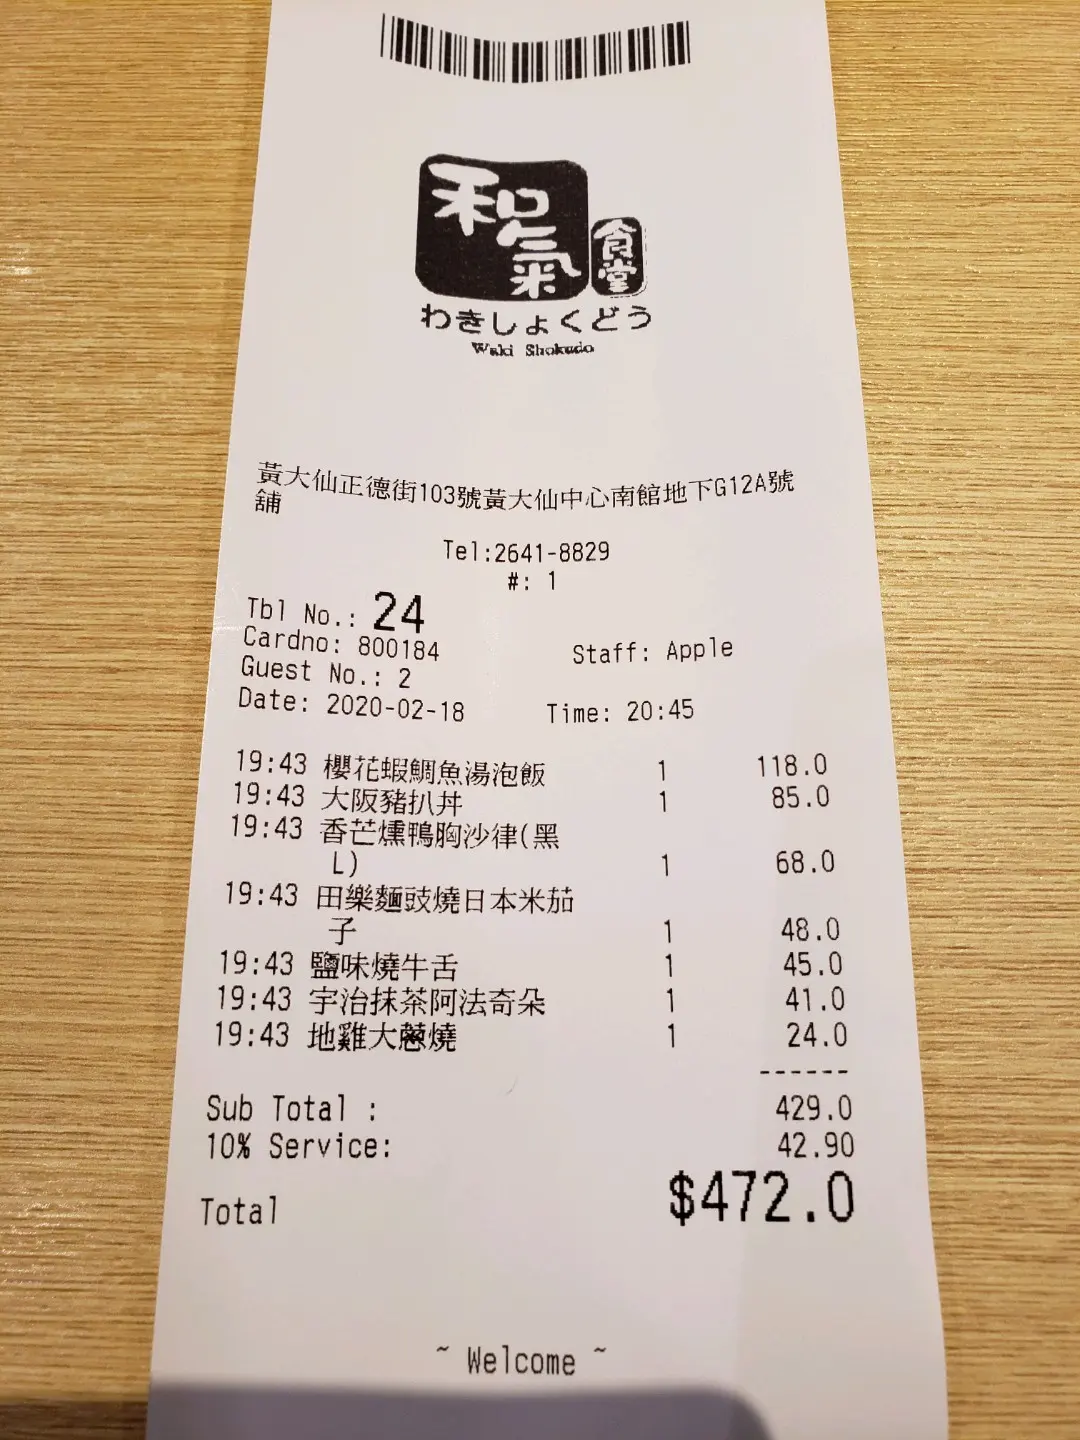 和氣
食堂
わきしょくどう
Waki Shokudo
黃大仙正德街103號黃大仙中心南館地下G12A號
舖
Tel:2641-8829
#: 1
Tbl No.: 24
Cardno: 800184 Staff: Apple
Guest No.: 2
Date: 2020-02-18 Time: 20:45
19:43 櫻花蝦鯛魚湯泡飯 1 118.0
19:43 大阪豬扒丼 1 85.0
19:43 香芒燻鴨胸沙律(黑
L) 1 68.0
19:43 田樂麵豉燒日本米茄
子 1 48.0
19:43 鹽味燒牛舌 1 45.0
19:43 宇治抹茶阿法奇朵 1 41.0
19:43 地雞大蔥燒 1 24.0
------
Sub Total : 429.0
10% Service: 42.90
Total $472.0
~ Welcome ~